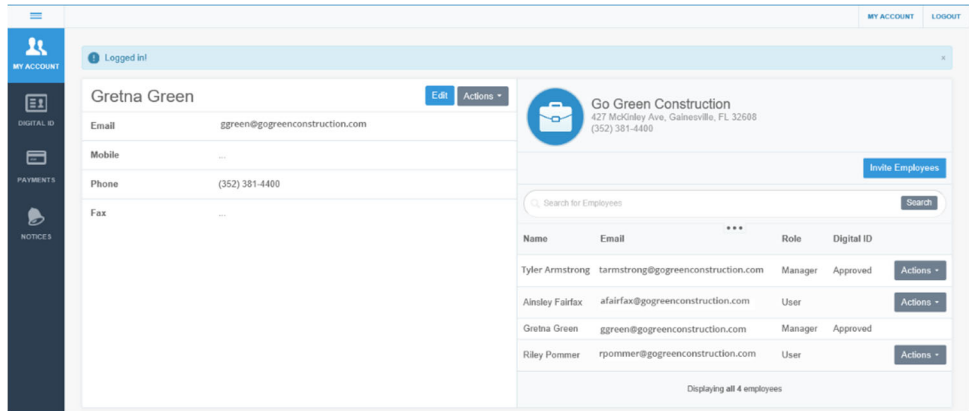 MY ACCOUNT LOGOUT
MY ACCOUNT
DIGITAL ID
PAYMENTS
NOTICES
Logged in! ×
Gretna Green Edit Actions
Email ggreen@gogreenconstruction.com
Mobile ...
Phone (352) 381-4400
Fax ...
Go Green Construction
427 McKinley Ave, Gainesville, FL 32608
(352) 381-4400
Invite Employees
Search for Employees Search
Name Email Role Digital ID
Tyler Armstrong tarmstrong@gogreenconstruction.com Manager Approved Actions
Ainsley Fairfax afairfax@gogreenconstruction.com User Actions
Gretna Green ggreen@gogreenconstruction.com Manager Approved
Riley Pommer rpommer@gogreenconstruction.com User Actions
Displaying all 4 employees